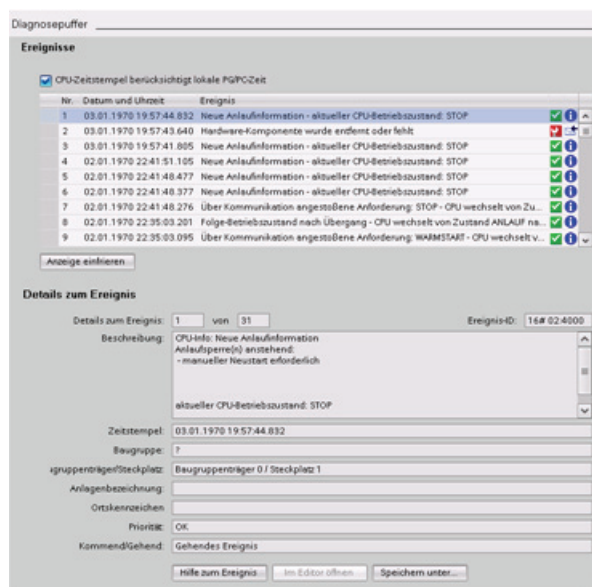 Diagnosepuffer
Ereignisse
CPU-Zeitstempel berücksichtigt lokale PG/PC-Zeit
Nr. Datum und Uhrzeit Ereignis
1 03.01.1970 19:57:44.832 Neue Anlaufinformation - aktueller CPU-Betriebszustand: STOP
2 03.01.1970 19:57:43.640 Hardware-Komponente wurde entfernt oder fehlt
3 03.01.1970 19:57:41.805 Neue Anlaufinformation - aktueller CPU-Betriebszustand: STOP
4 02.01.1970 22:41:51.105 Neue Anlaufinformation - aktueller CPU-Betriebszustand: STOP
5 02.01.1970 22:41:48.477 Neue Anlaufinformation - aktueller CPU-Betriebszustand: STOP
6 02.01.1970 22:41:48.377 Neue Anlaufinformation - aktueller CPU-Betriebszustand: STOP
7 02.01.1970 22:41:48.276 Über Kommunikation angestoßene Anforderung: STOP - CPU wechselt von Zu...
8 02.01.1970 22:35:03.201 Folge-Betriebszustand nach Übergang - CPU wechselt von Zustand ANLAUF na...
9 02.01.1970 22:35:03.095 Über Kommunikation angestoßene Anforderung: WARMSTART - CPU wechselt v...
Anzeige einfrieren
Details zum Ereignis
Details zum Ereignis: 1 von 31 Ereignis-ID: 16# 02:4000
Beschreibung: CPU-Info: Neue Anlaufinformation
Anlaufsperre(n) anstehend:
- manueller Neustart erforderlich
aktueller CPU-Betriebszustand: STOP
Zeitstempel: 03.01.1970 19:57:44.832
Baugruppe: ?
ıgruppenträger/Steckplatz: Baugruppenträger 0 / Steckplatz 1
Anlagenbezeichnung:
Ortskennzeichen
Priorität: OK
Kommend/Gehend: Gehendes Ereignis
Hilfe zum Ereignis Im Editor öffnen Speichern unter...